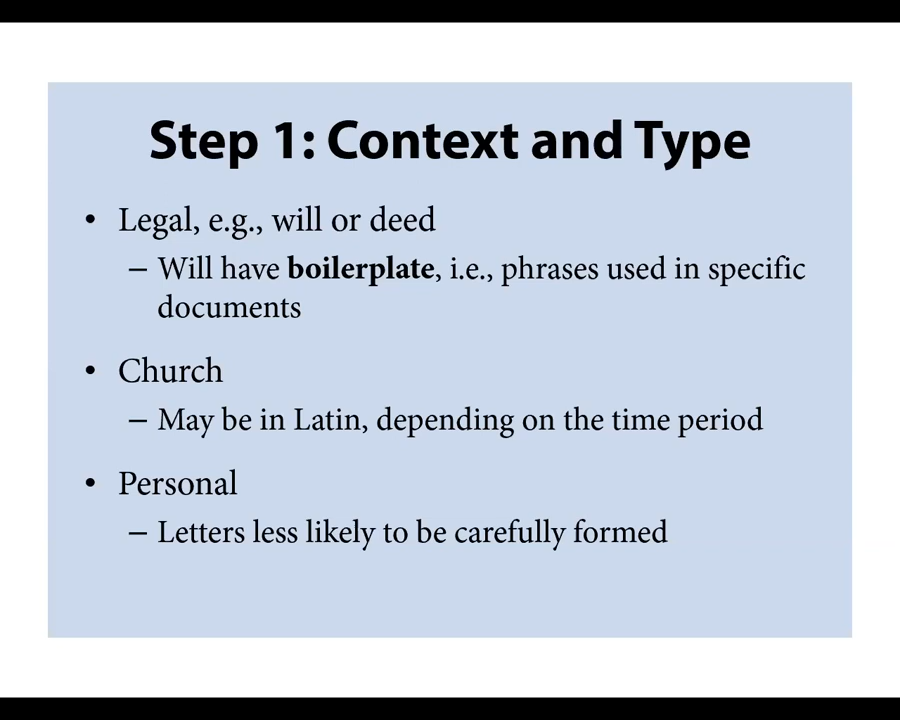 Step 1: Context and Type
• Legal, e.g., will or deed
– Will have boilerplate, i.e., phrases used in specific
documents
• Church
– May be in Latin, depending on the time period
• Personal
– Letters less likely to be carefully formed